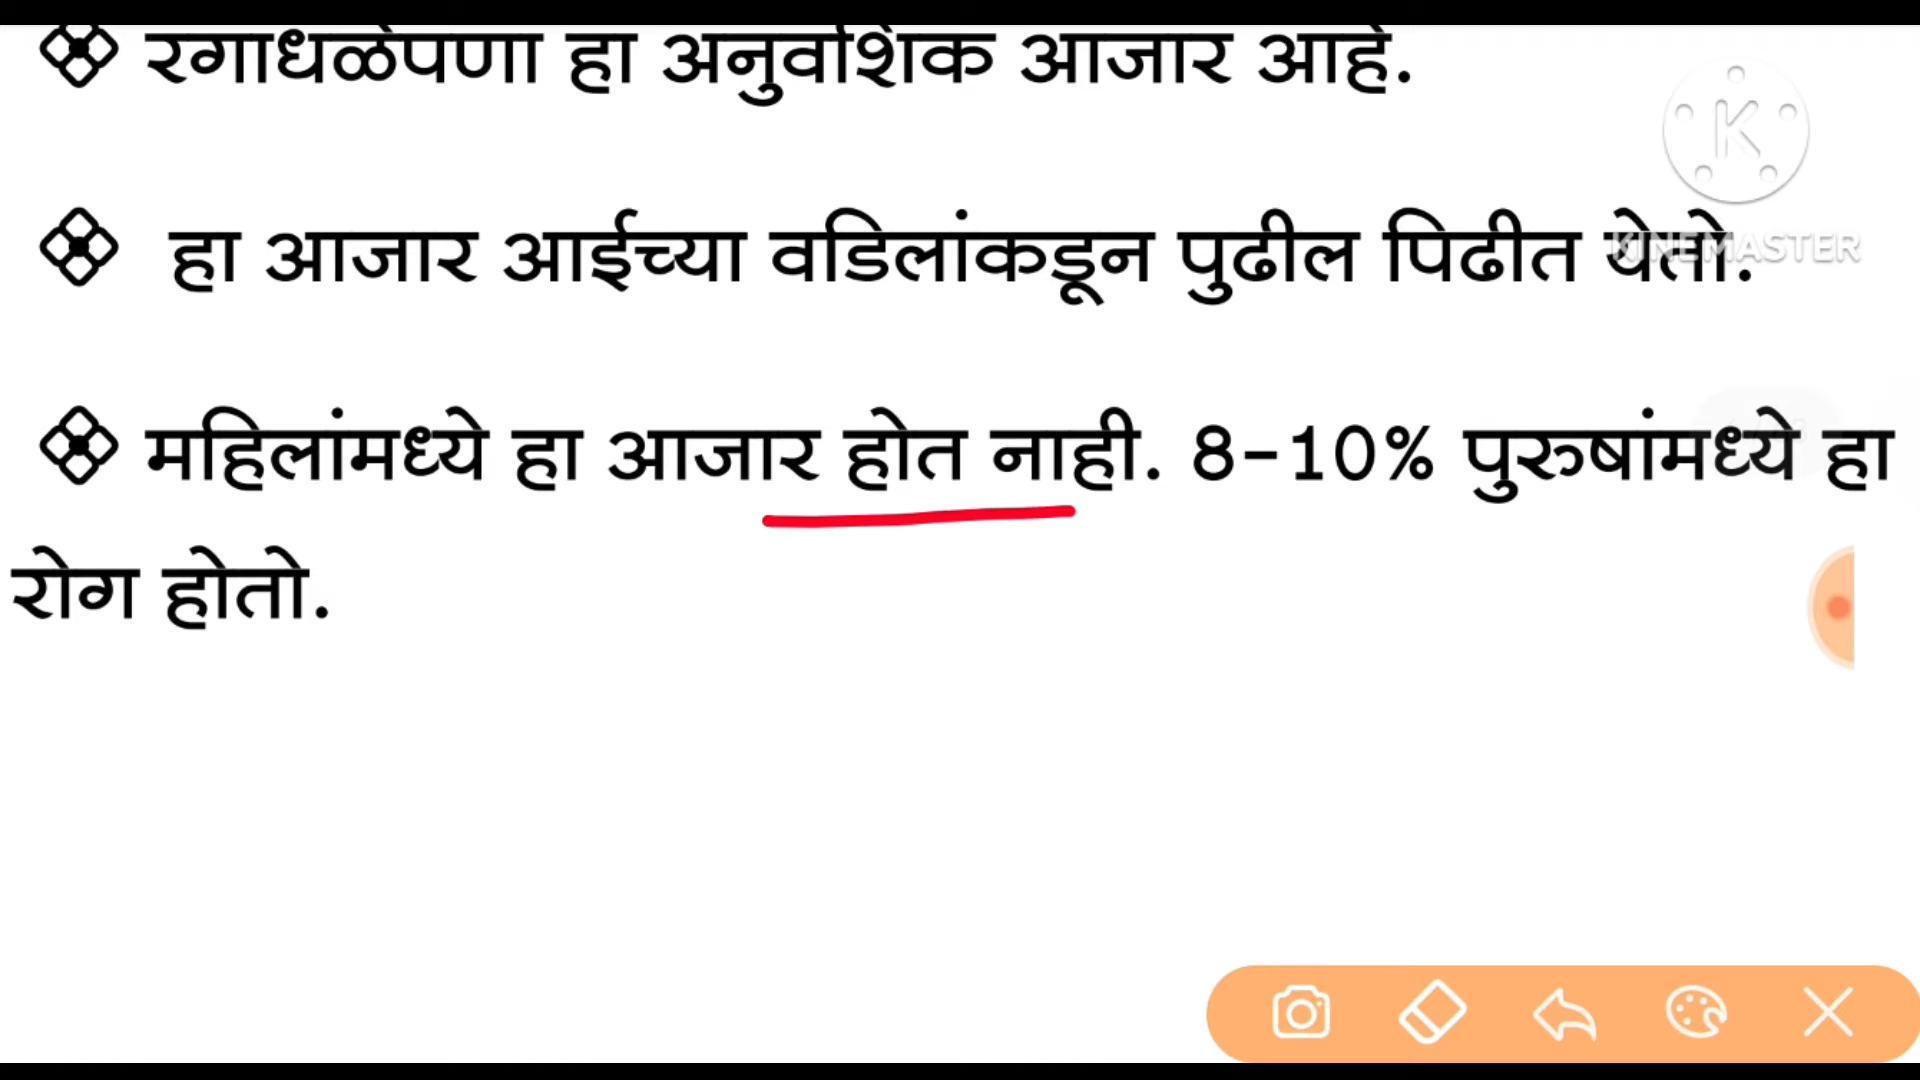 रंगांधळेपणा हा अनुवांशिक आजार आहे.
हा आजार आईच्या वडिलांकडून पुढील पिढीत येतो.
KINEMASTER
महिलांमध्ये हा आजार होत नाही. 8-10% पुरुषांमध्ये हा
रोग होतो.